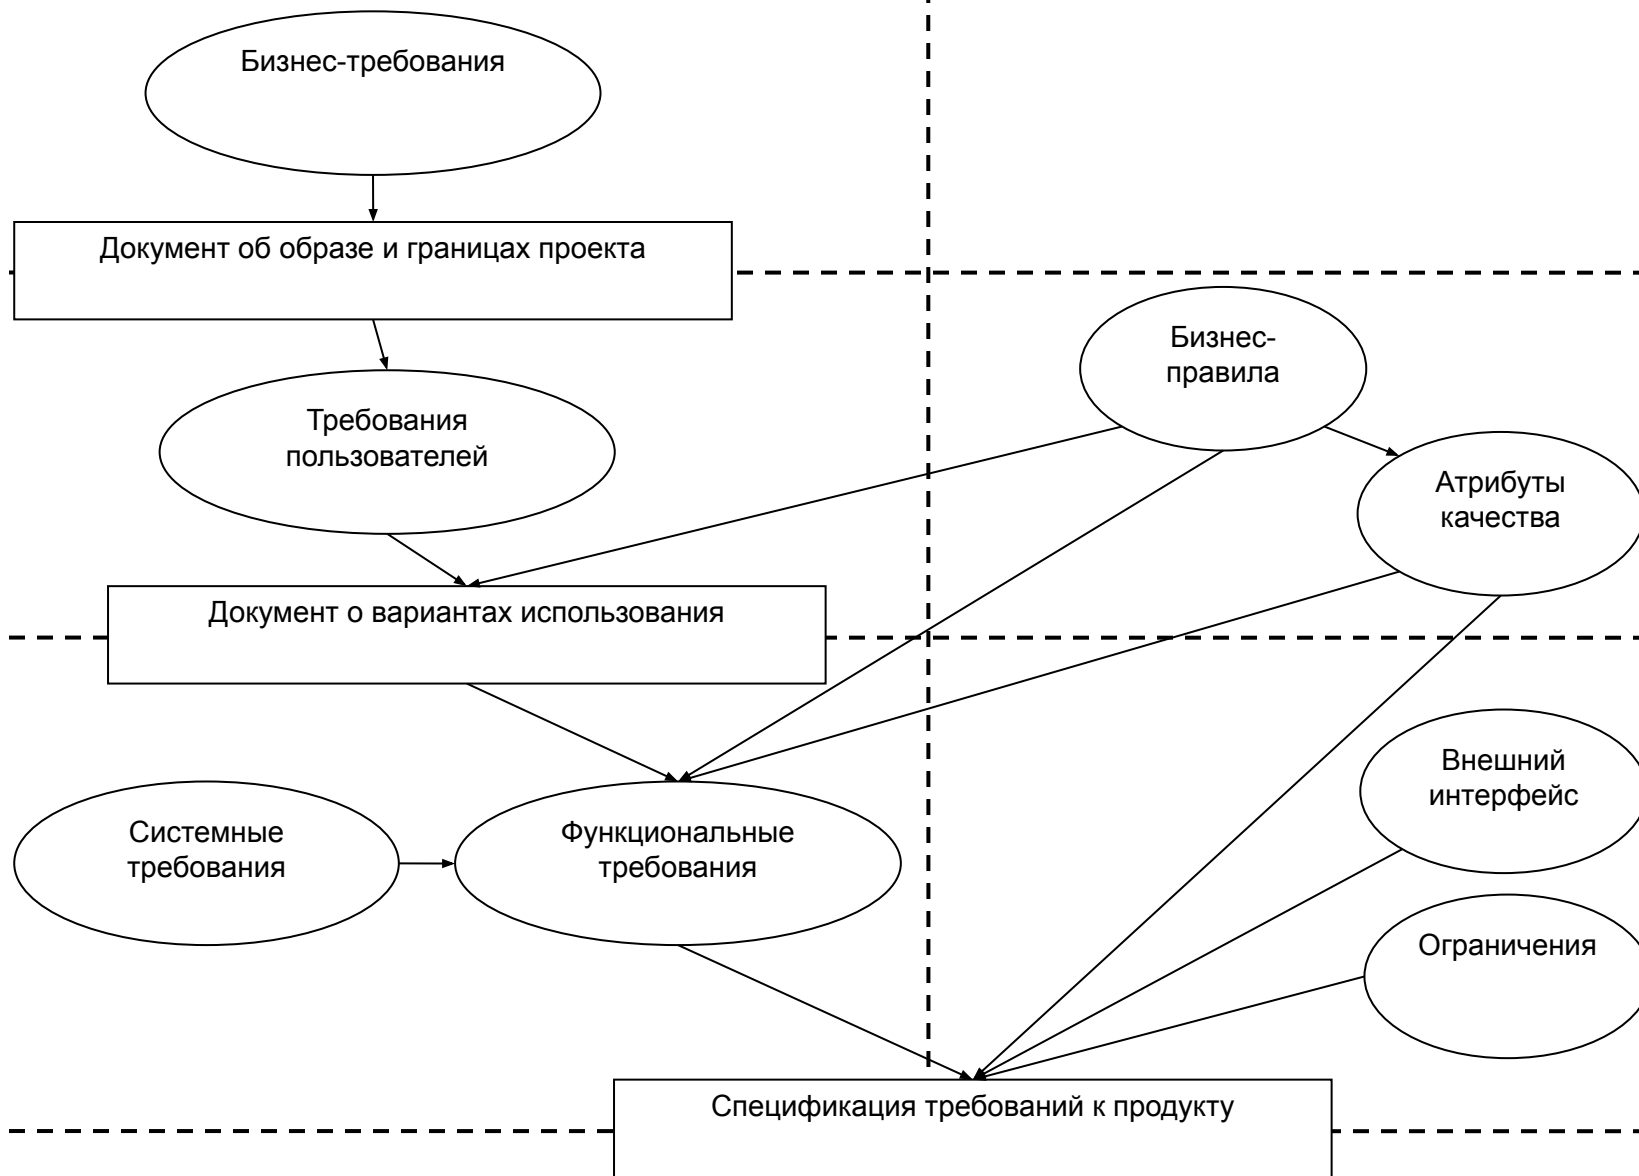 Бизнес-требования
Документ об образе и границах проекта
Бизнес-
правила
Требования
пользователей
Атрибуты
качества
Документ о вариантах использования
Внешний
интерфейс
Системные
требования
Функциональные
требования
Ограничения
Спецификация требований к продукту